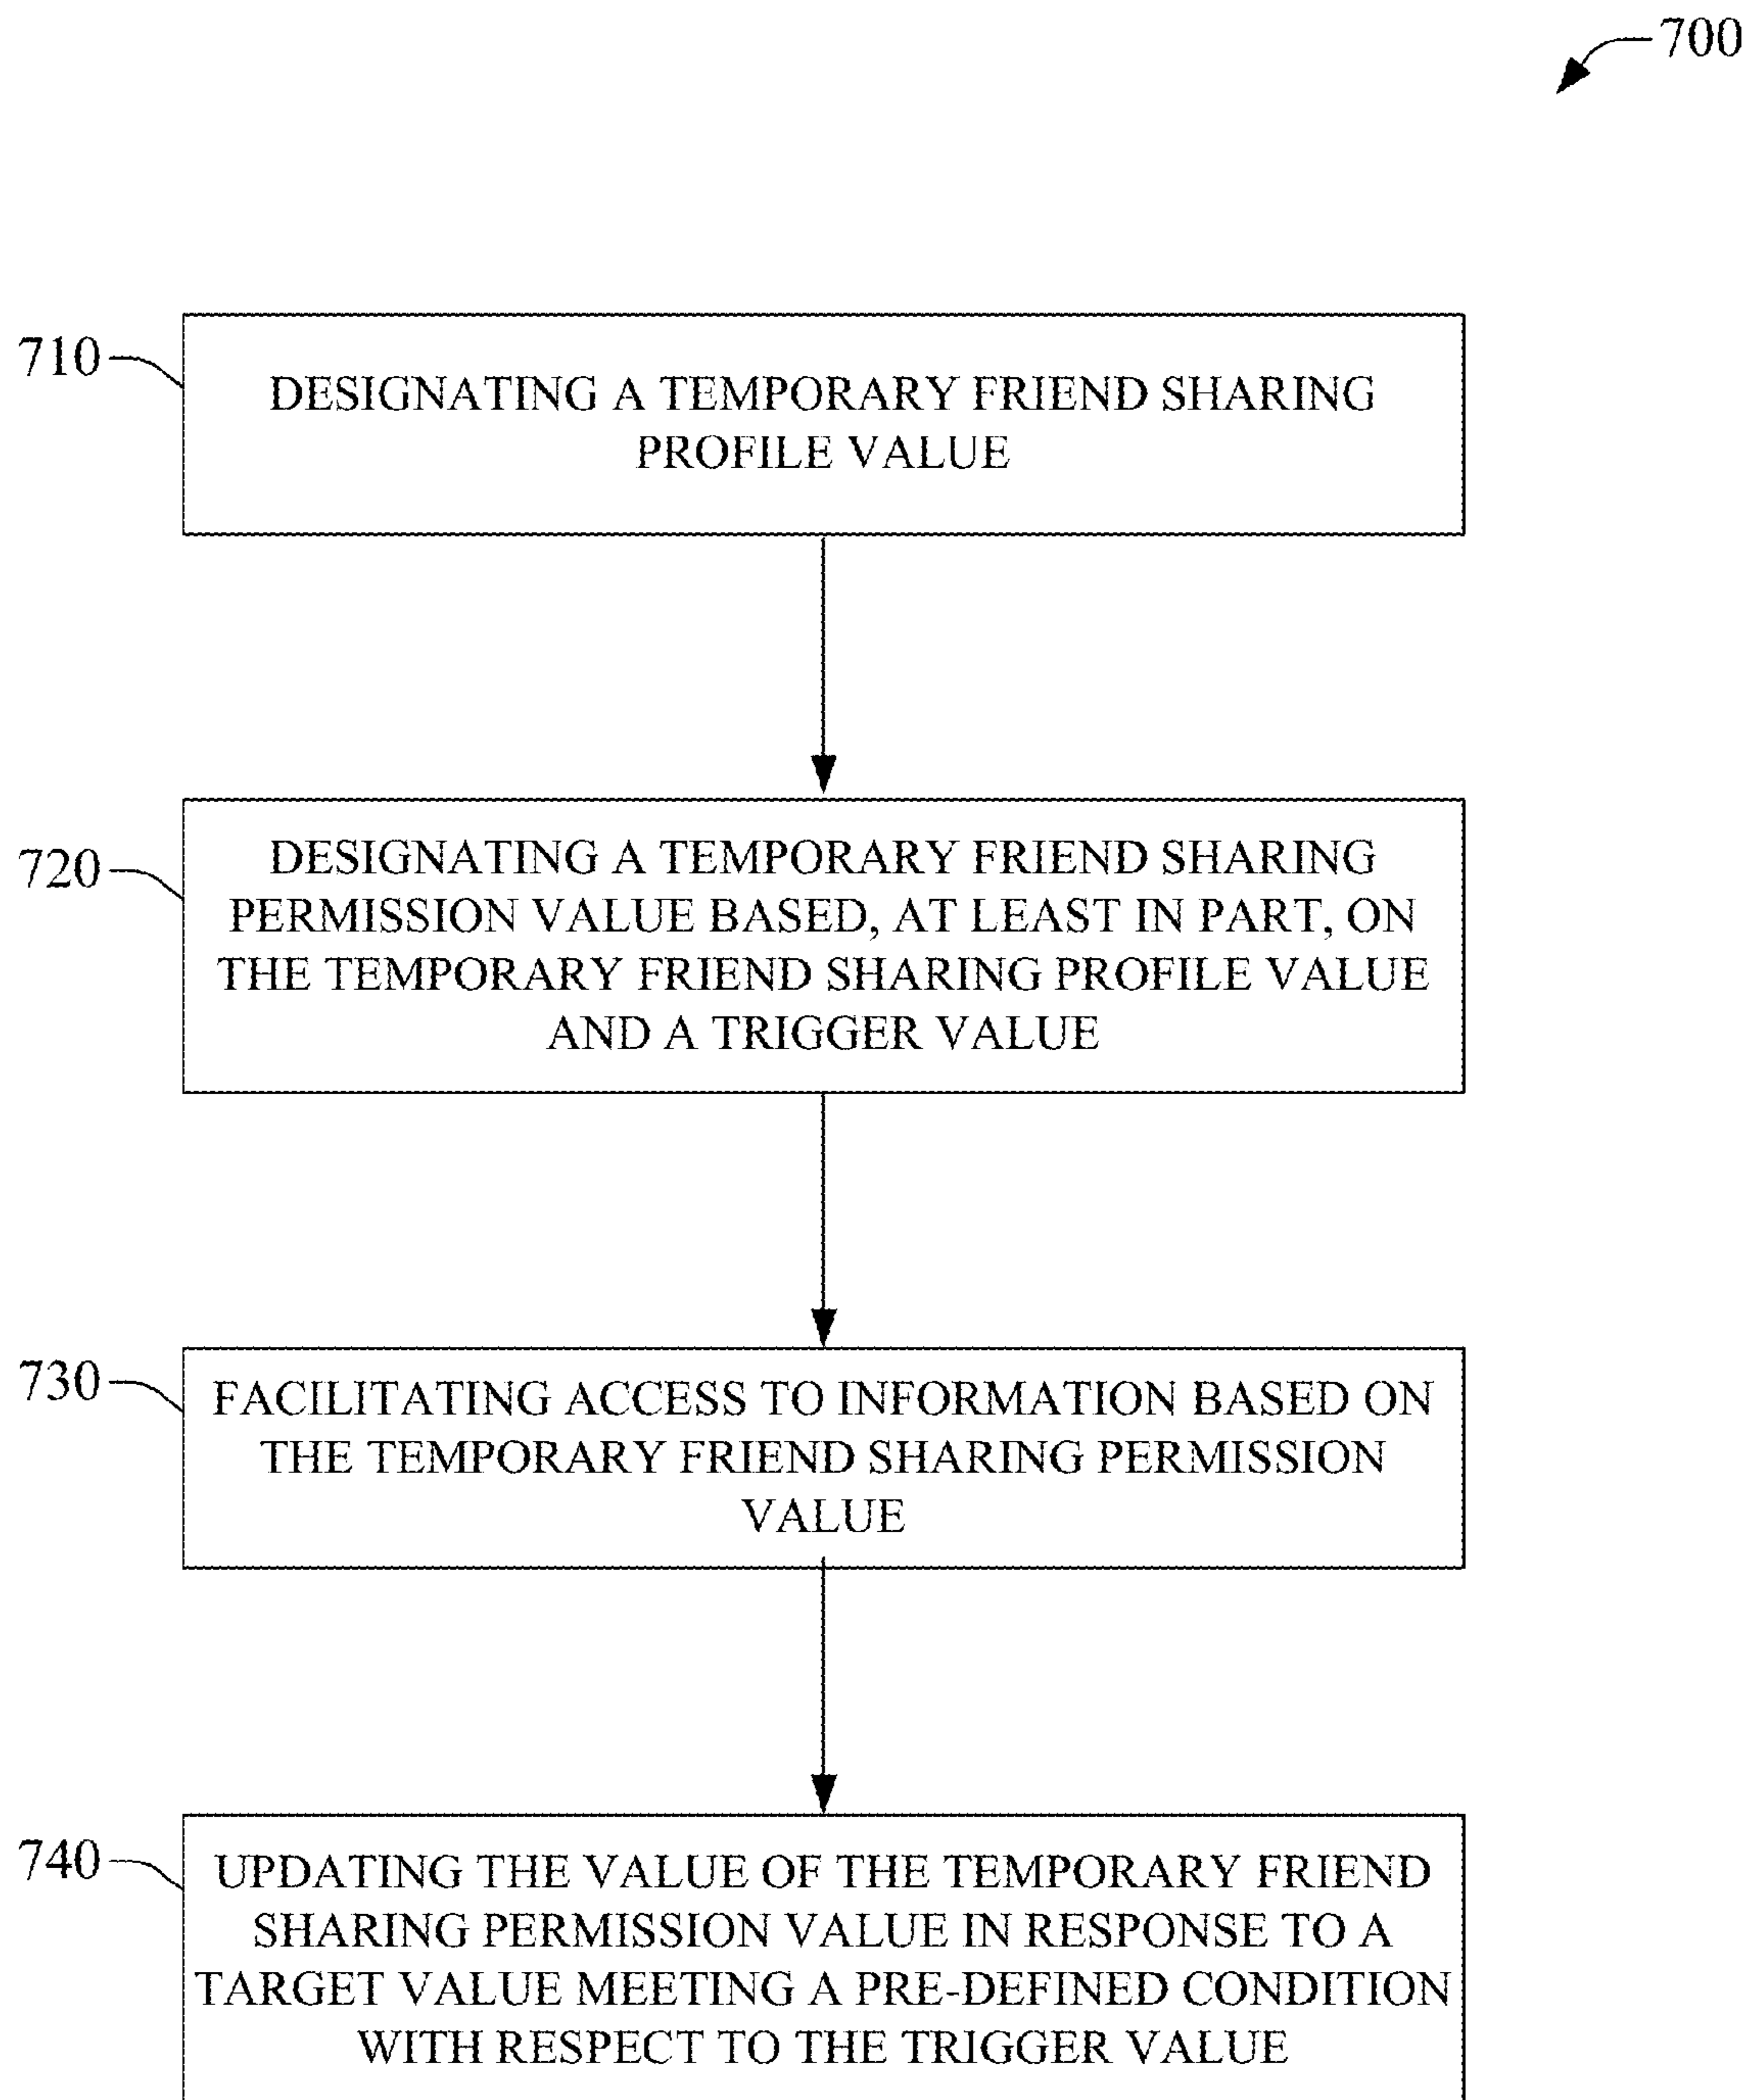 700
710
DESIGNATING A TEMPORARY FRIEND SHARING
PROFILE VALUE
720
DESIGNATING A TEMPORARY FRIEND SHARING
PERMISSION VALUE BASED, AT LEAST IN PART, ON
THE TEMPORARY FRIEND SHARING PROFILE VALUE
AND A TRIGGER VALUE
730
FACILITATING ACCESS TO INFORMATION BASED ON
THE TEMPORARY FRIEND SHARING PERMISSION
VALUE
740
UPDATING THE VALUE OF THE TEMPORARY FRIEND
SHARING PERMISSION VALUE IN RESPONSE TO A
TARGET VALUE MEETING A PRE-DEFINED CONDITION
WITH RESPECT TO THE TRIGGER VALUE